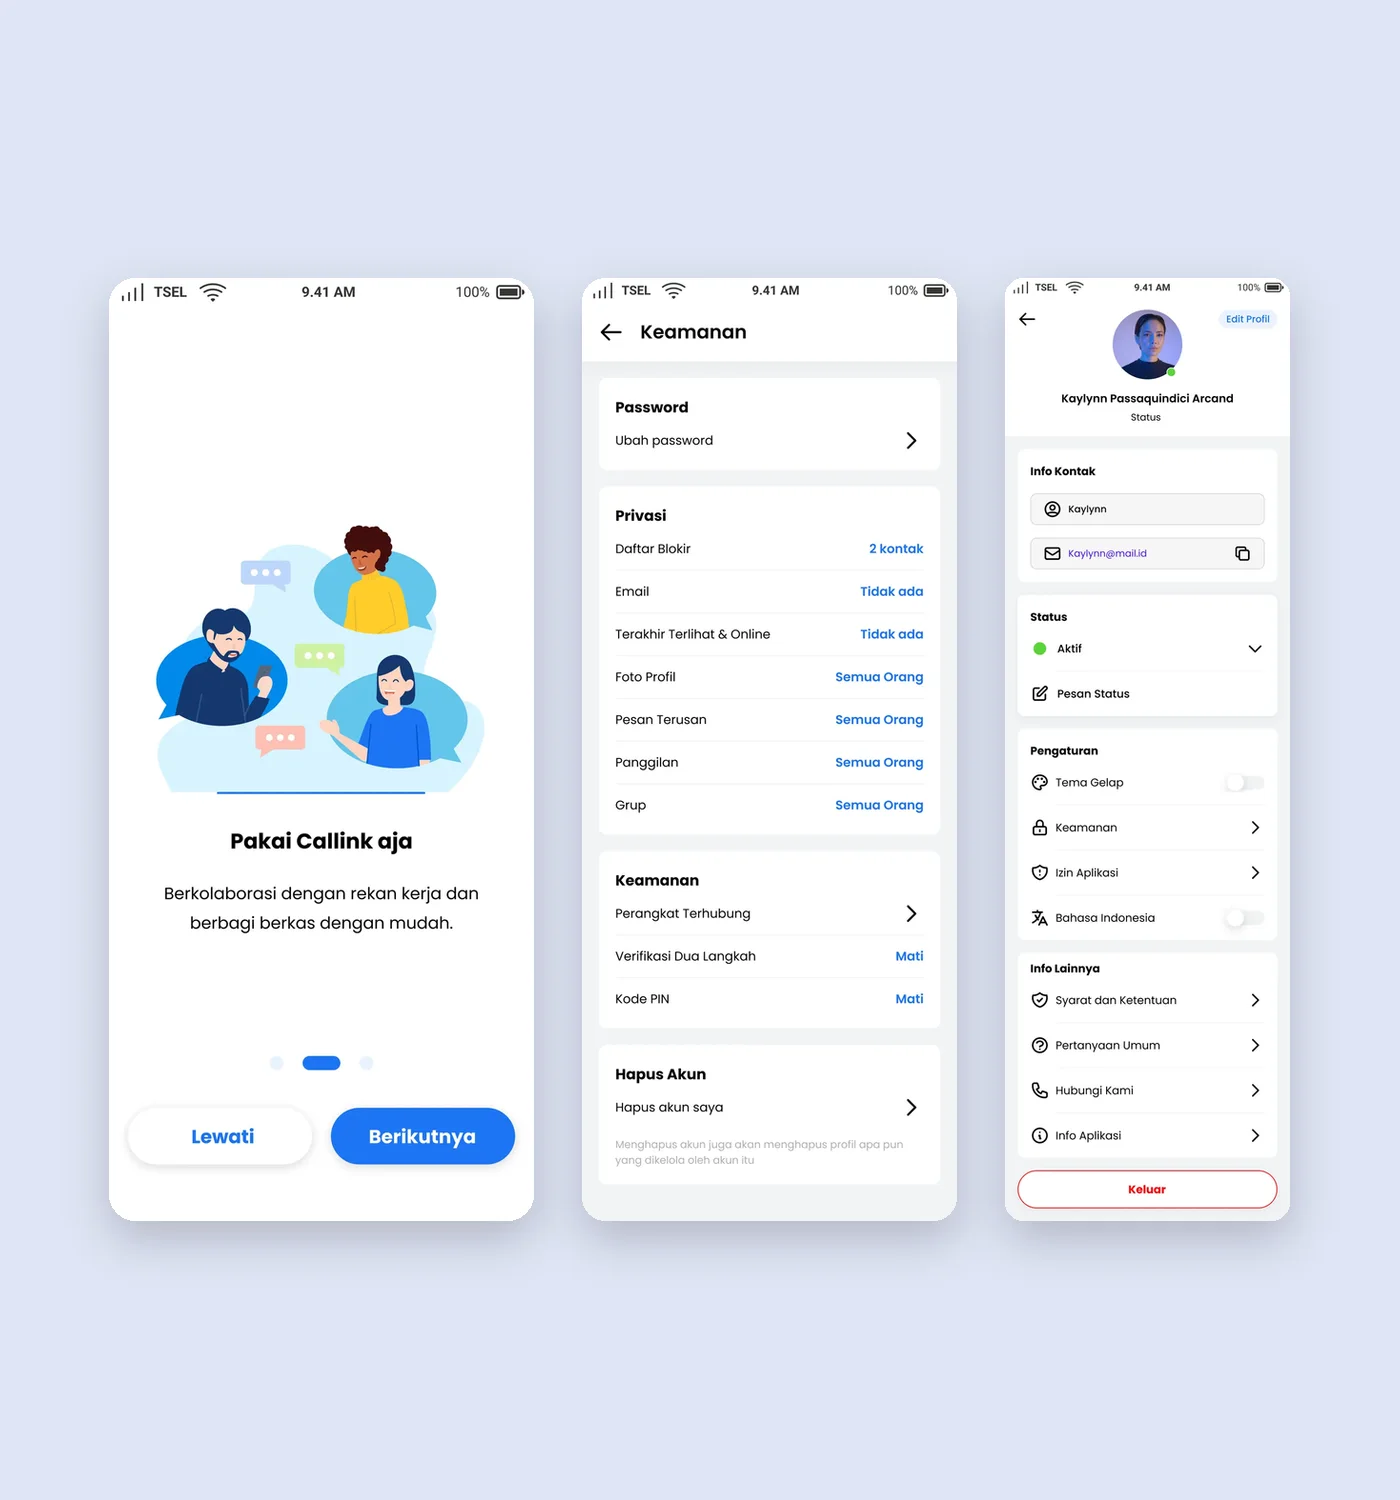 TSEL 9.41 AM 100%
Pakai Callink aja
Berkolaborasi dengan rekan kerja dan
berbagi berkas dengan mudah.
Lewati Berikutnya
TSEL 9.41 AM 100%
Keamanan
Password
Ubah password
Privasi
Daftar Blokir 2 kontak
Email Tidak ada
Terakhir Terlihat & Online Tidak ada
Foto Profil Semua Orang
Pesan Terusan Semua Orang
Panggilan Semua Orang
Grup Semua Orang
Keamanan
Perangkat Terhubung
Verifikasi Dua Langkah Mati
Kode PIN Mati
Hapus Akun
Hapus akun saya
Menghapus akun juga akan menghapus profil apa pun
yang dikelola oleh akun itu
TSEL 9.41 AM 100%
Edit Profil
Kaylynn Passaquindici Arcand
Status
Info Kontak
Kaylynn
Kaylynn@mail.id
Status
Aktif
Pesan Status
Pengaturan
Tema Gelap
Keamanan
Izin Aplikasi
Bahasa Indonesia
Info Lainnya
Syarat dan Ketentuan
Pertanyaan Umum
Hubungi Kami
Info Aplikasi
Keluar